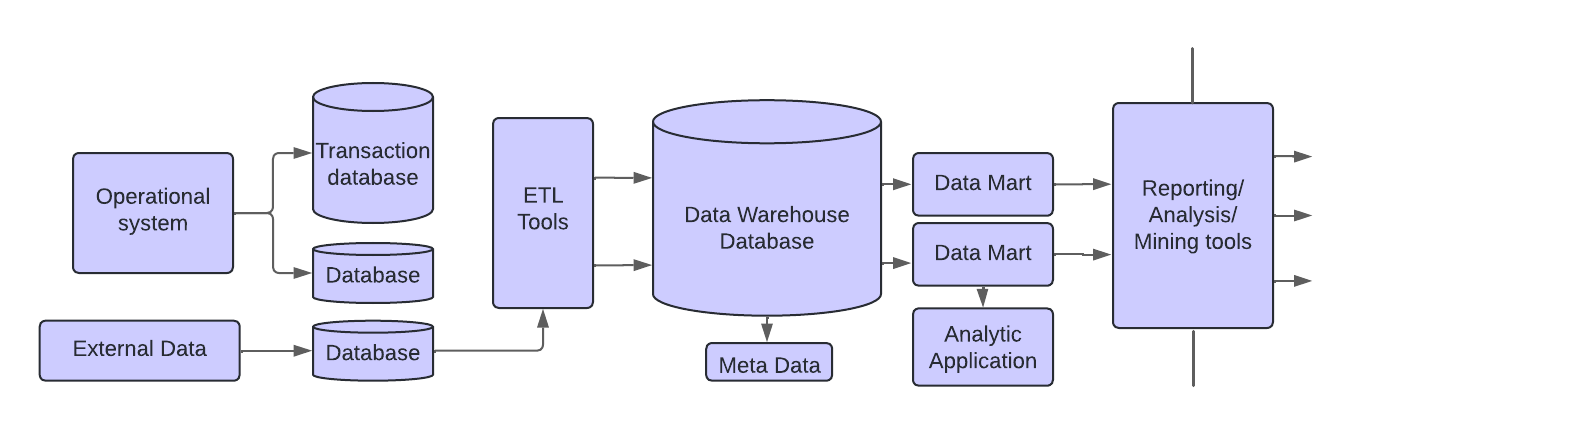 Operational
system
External Data
Transaction
database
Database
Database
ETL
Tools
Data Warehouse
Database
Meta Data
Data Mart
Data Mart
Analytic
Application
Reporting/
Analysis/
Mining tools